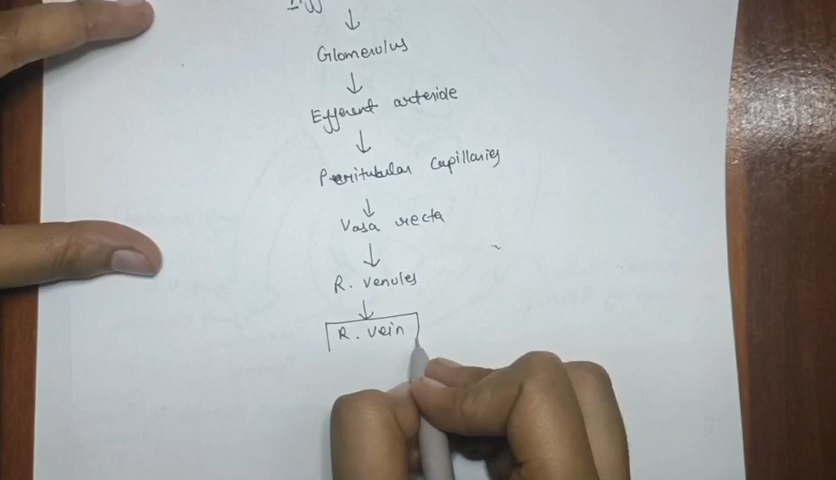 ↓
Glomerulus
↓
Efferent arteriole
↓
Peritubular Capillaries
↓
Vasa recta
↓
R. venules
↓
R. vein